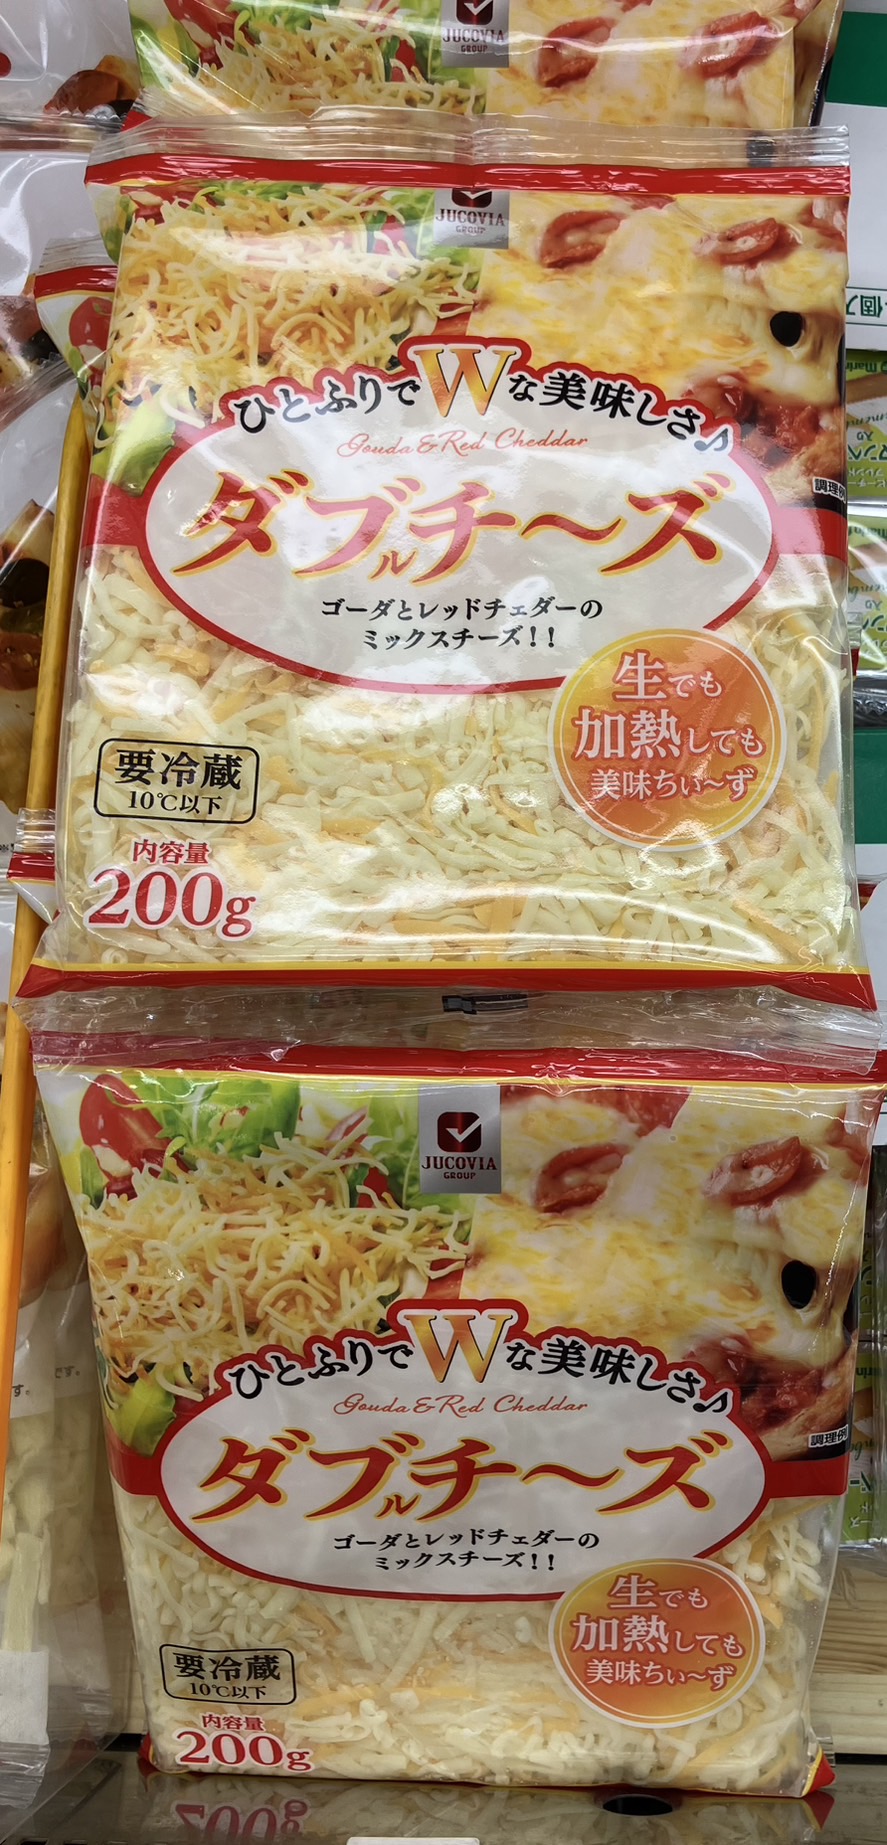 JUCOVIA
GROUP
JUCOVIA
GROUP
ひとふりでWな美味しさ♪
Gouda & Red Cheddar
ダブルチ〜ズ
調理例
ゴーダとレッドチェダーの
ミックスチーズ!!
生でも
加熱しても
美味ちぃ〜ず
要冷蔵
10℃以下
内容量
200g
JUCOVIA
GROUP
ひとふりでWな美味しさ♪
Gouda & Red Cheddar
ダブルチ〜ズ
調理例
ゴーダとレッドチェダーの
ミックスチーズ!!
生でも
加熱しても
美味ちぃ〜ず
要冷蔵
10℃以下
内容量
200g